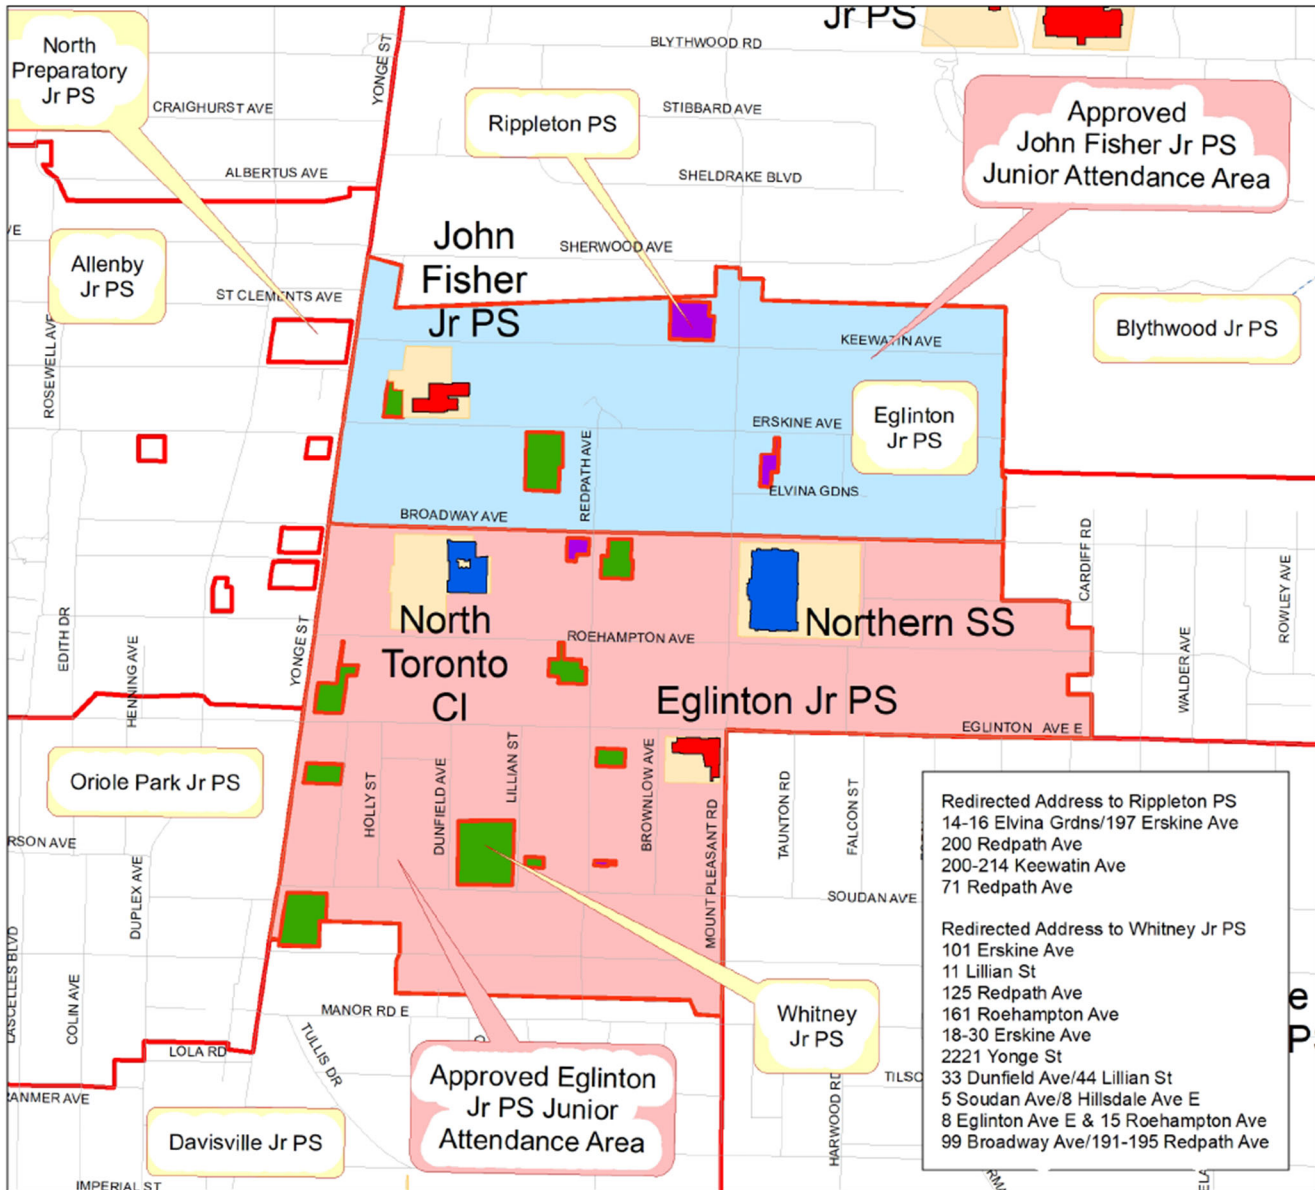 Jr PS
BLYTHWOOD RD
North
Preparatory
Jr PS
YONGE ST
CRAIGHURST AVE
Rippleton PS
STIBBARD AVE
Approved
John Fisher Jr PS
Junior Attendance Area
ALBERTUS AVE
SHELDRAKE BLVD
VE
John
Fisher
Jr PS
SHERWOOD AVE
Allenby
Jr PS
ST CLEMENTS AVE
Blythwood Jr PS
KEEWATIN AVE
ROSEWELL AVE
Eglinton
Jr PS
ERSKINE AVE
REDPATH AVE
ELVINA GDNS
BROADWAY AVE
CARDIFF RD
ROWLEY AVE
EDITH DR
HENNING AVE
YONGE ST
North
Toronto
CI
ROEHAMPTON AVE
Northern SS
WALDER AVE
Eglinton Jr PS
EGLINTON AVE E
Oriole Park Jr PS
HOLLY ST
DUNFIELD AVE
LILLIAN ST
BROWNLOW AVE
MOUNT PLEASANT RD
TAUNTON RD
FALCON ST
Redirected Address to Rippleton PS
14-16 Elvina Grdns/197 Erskine Ave
200 Redpath Ave
200-214 Keewatin Ave
71 Redpath Ave
Redirected Address to Whitney Jr PS
101 Erskine Ave
11 Lillian St
125 Redpath Ave
161 Roehampton Ave
18-30 Erskine Ave
2221 Yonge St
33 Dunfield Ave/44 Lillian St
5 Soudan Ave/8 Hillsdale Ave E
8 Eglinton Ave E & 15 Roehampton Ave
99 Broadway Ave/191-195 Redpath Ave
RSON AVE
DUPLEX AVE
SOUDAN AVE
LASCELLES BLVD
COLIN AVE
Whitney
Jr PS
e
P
MANOR RD E
LOLA RD
TULLIS DR
Approved Eglinton
Jr PS Junior
Attendance Area
HARWOOD RD
TILSO
RANMER AVE
Davisville Jr PS
IMPERIAL ST